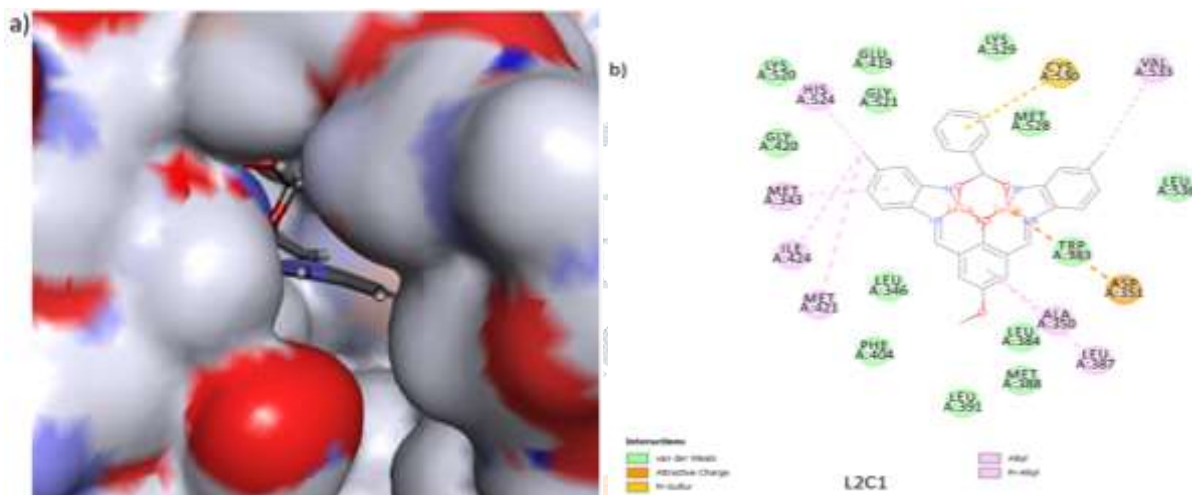 a)
b)
LYS
A:529
GLU
A:419
LYS
A:520
HIS
A:524
GLY
A:521
CYS
A:530
VAL
A:533
MET
A:528
GLY
A:420
MET
A:343
ILE
A:424
MET
A:421
LEU
A:346
PHE
A:404
LEU
A:391
MET
A:388
LEU
A:384
ALA
A:350
LEU
A:387
ASP
A:351
TRP
A:383
LEU
Interactions
van der Waals
Attractive Charge
Pi-Sulfur
Alkyl
Pi-Alkyl
L2C1